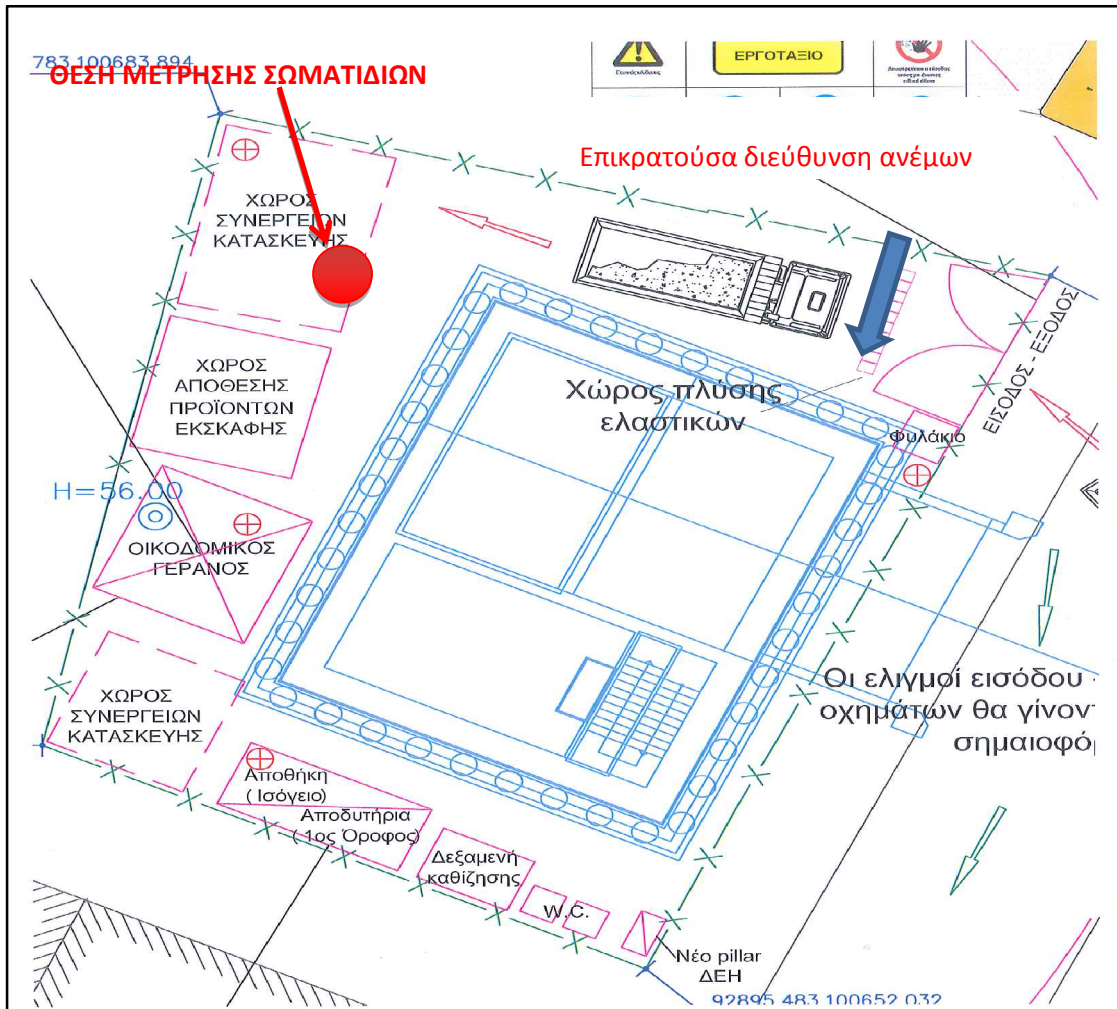 783.100683.894
ΘΕΣΗ ΜΕΤΡΗΣΗΣ ΣΩΜΑΤΙΔΙΩΝ
ΕΡΓΟΤΑΞΙΟ
Επικρατούσα διεύθυνση ανέμων
ΧΩΡΟΣ
ΣΥΝΕΡΓΕΙΩΝ
ΚΑΤΑΣΚΕΥΗΣ
ΕΙΣΟΔΟΣ - ΕΞΟΔΟΣ
ΧΩΡΟΣ
ΑΠΟΘΕΣΗΣ
ΠΡΟΪΟΝΤΩΝ
ΕΚΣΚΑΦΗΣ
Χώρος πλύσης
ελαστικών
Φυλάκιο
H=56.00
ΟΙΚΟΔΟΜΙΚΟΣ
ΓΕΡΑΝΟΣ
Οι ελιγμοί εισόδου
οχημάτων θα γίνοντ
σημαιοφό
ΧΩΡΟΣ
ΣΥΝΕΡΓΕΙΩΝ
ΚΑΤΑΣΚΕΥΗΣ
Αποθήκη
( Ισόγειο)
Αποδυτήρια
( 1ος Όροφος)
Δεξαμενή
καθίζησης
W.C.
Νέο pillar
ΔΕΗ
92895.483.100652.032